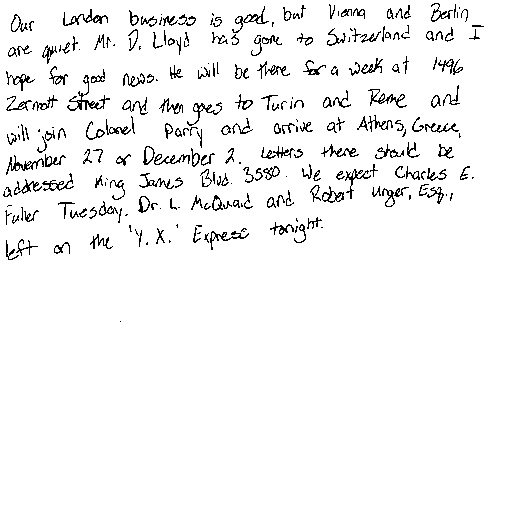 Our London business is good, but Vienna and Berlin
are quiet. Mr. D. Lloyd has gone to Switzerland and I
hope for good news. He will be there for a week at 1496
Zermott Street and then goes to Turin and Rome and
will join Colonel Parry and arrive at Athens, Greece,
November 27 or December 2. Letters there should be
addressed King James Blvd. 3580. We expect Charles E.
Fuller Tuesday. Dr. L. McQuaid and Robert Unger, Esq.,
left on the 'Y. X.' Express tonight.